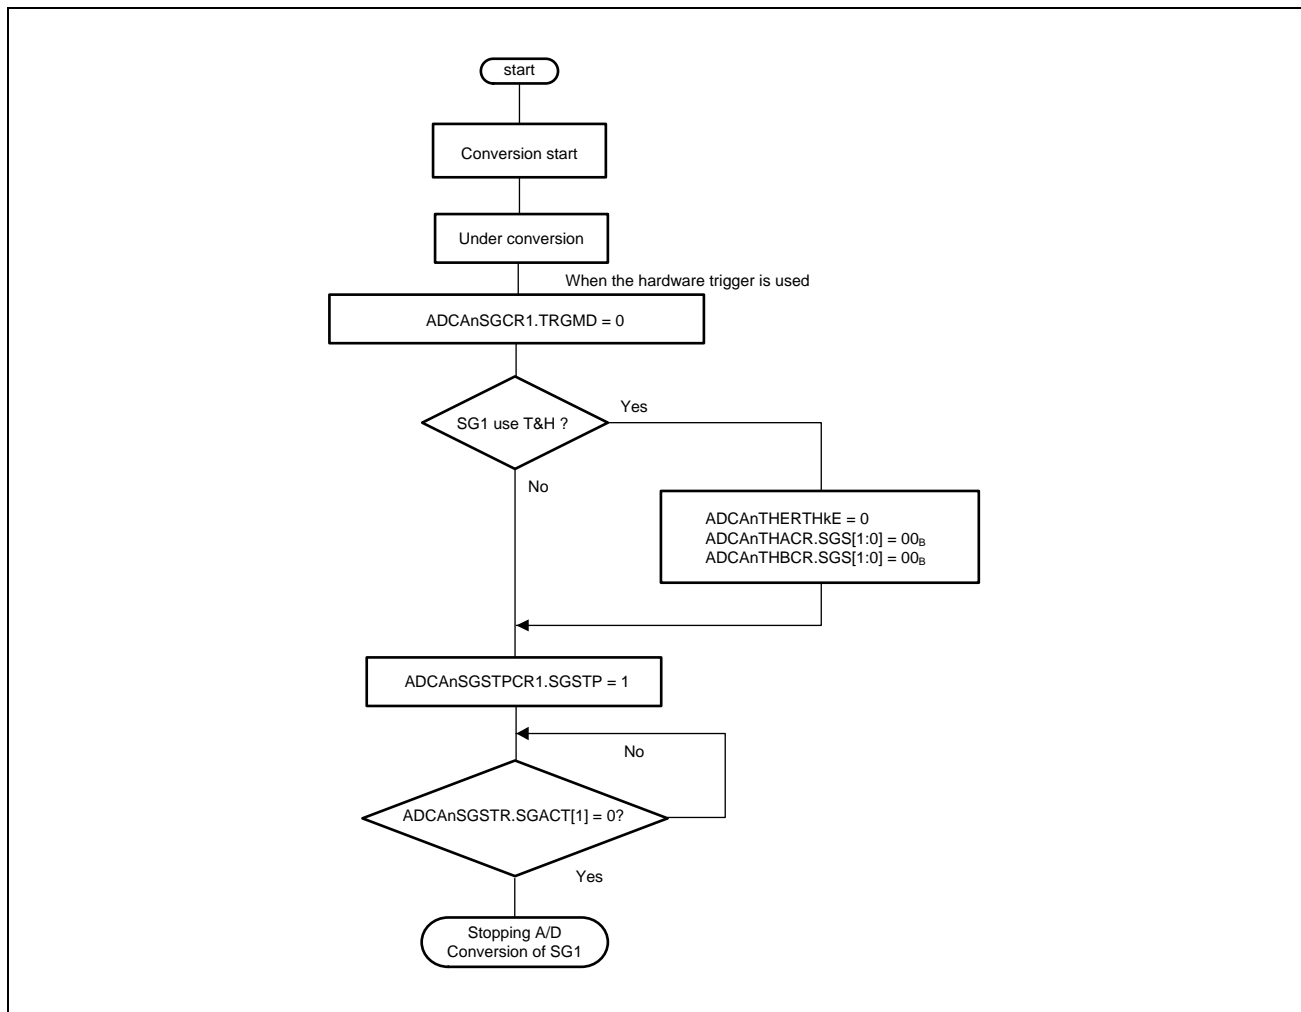 start
Conversion start
Under conversion
When the hardware trigger is used
ADCAnSGCR1.TRGMD = 0
SG1 use T&H ?
Yes
No
ADCAnTHERTHkE = 0
ADCAnTHACR.SGS[1:0] = 00B
ADCAnTHBCR.SGS[1:0] = 00B
ADCAnSGSTPCR1.SGSTP = 1
No
ADCAnSGSTR.SGACT[1] = 0?
Yes
Stopping A/D
Conversion of SG1